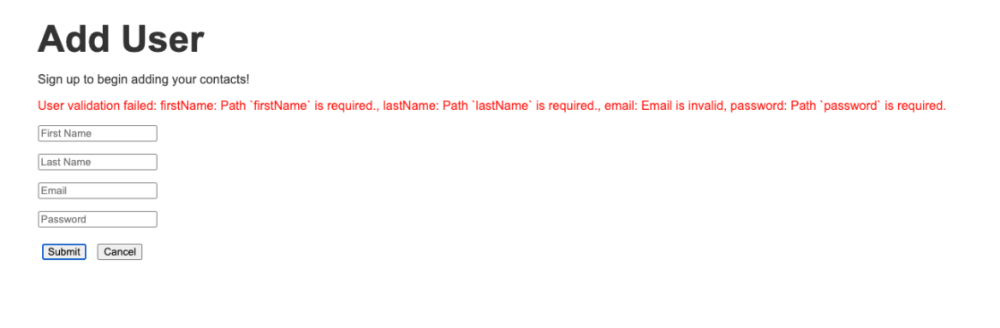 Add User
Sign up to begin adding your contacts!
User validation failed: firstName: Path `firstName` is required., lastName: Path `lastName` is required., email: Email is invalid, password: Path `password` is required.
First Name
Last Name
Email
Password
Submit Cancel